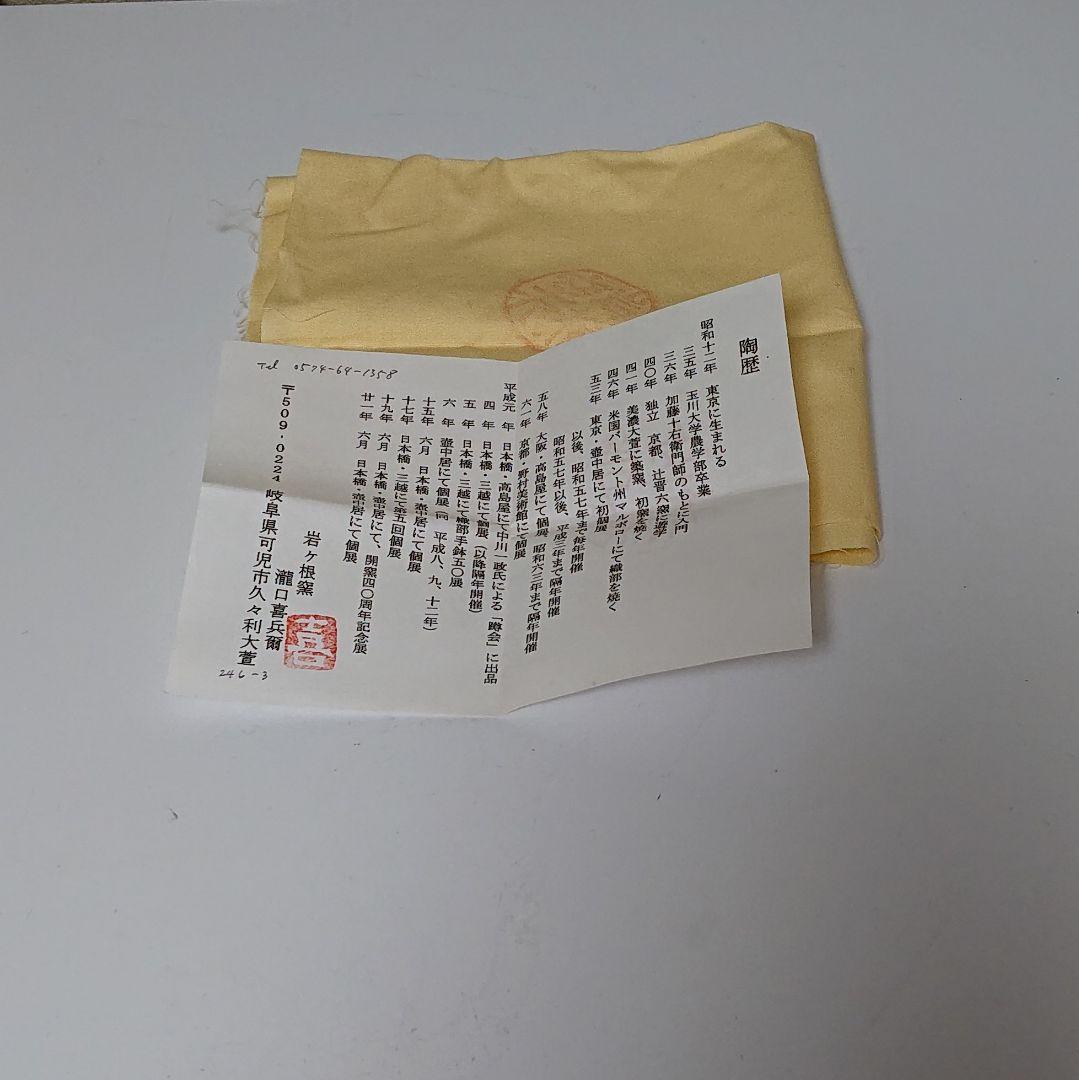 陶歴
昭和十二年 東京に生まれる
三五年 玉川大学農学部卒業
三六年 加藤十右衛門師のもとに入門
四〇年 独立 京都、辻晋六窯に遊学
四一年 美濃大萱に築窯、初窯を焼く
四六年 米国バーモント州マルボローにて織部を焼く
五三年 東京・壺中居にて初個展
以後、昭和五七年まで毎年開催
昭和五七年以後、平成三年まで隔年開催
五八年 大阪・高島屋にて個展 昭和六三年まで隔年開催
六一年 京都・野村美術館にて個展
平成元年 日本橋・高島屋にて中川一政氏による「蹲会」に出品
四年 日本橋・三越にて個展(以降隔年開催)
五年 日本橋・三越にて織部手鉢五〇展
六年 壺中居にて個展(同 平成八、九、十二年)
十五年 六月 日本橋・壺中居にて個展
十七年 日本橋・三越にて第五回個展
十九年 六月 日本橋・壺中居にて、開窯四〇周年記念展
廿一年 六月 日本橋 壺中居にて個展
岩ヶ根窯
瀧口喜兵爾
喜
〒509-0224 岐阜県可児市久々利大萱
246-3
Tel 0574-64-1358